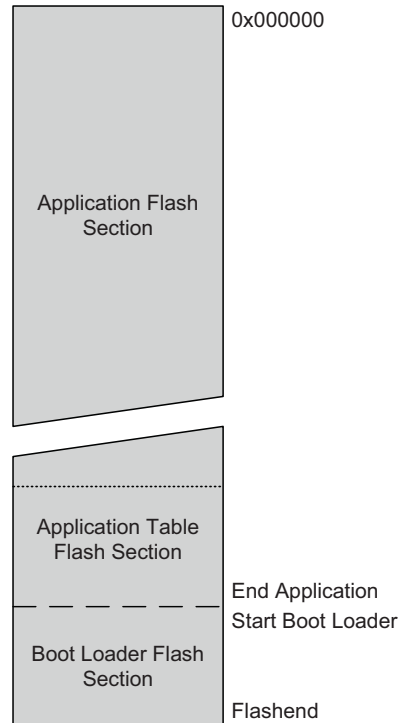 0x000000
Application Flash
Section
Application Table
Flash Section
End Application
Start Boot Loader
Boot Loader Flash
Section
Flashend